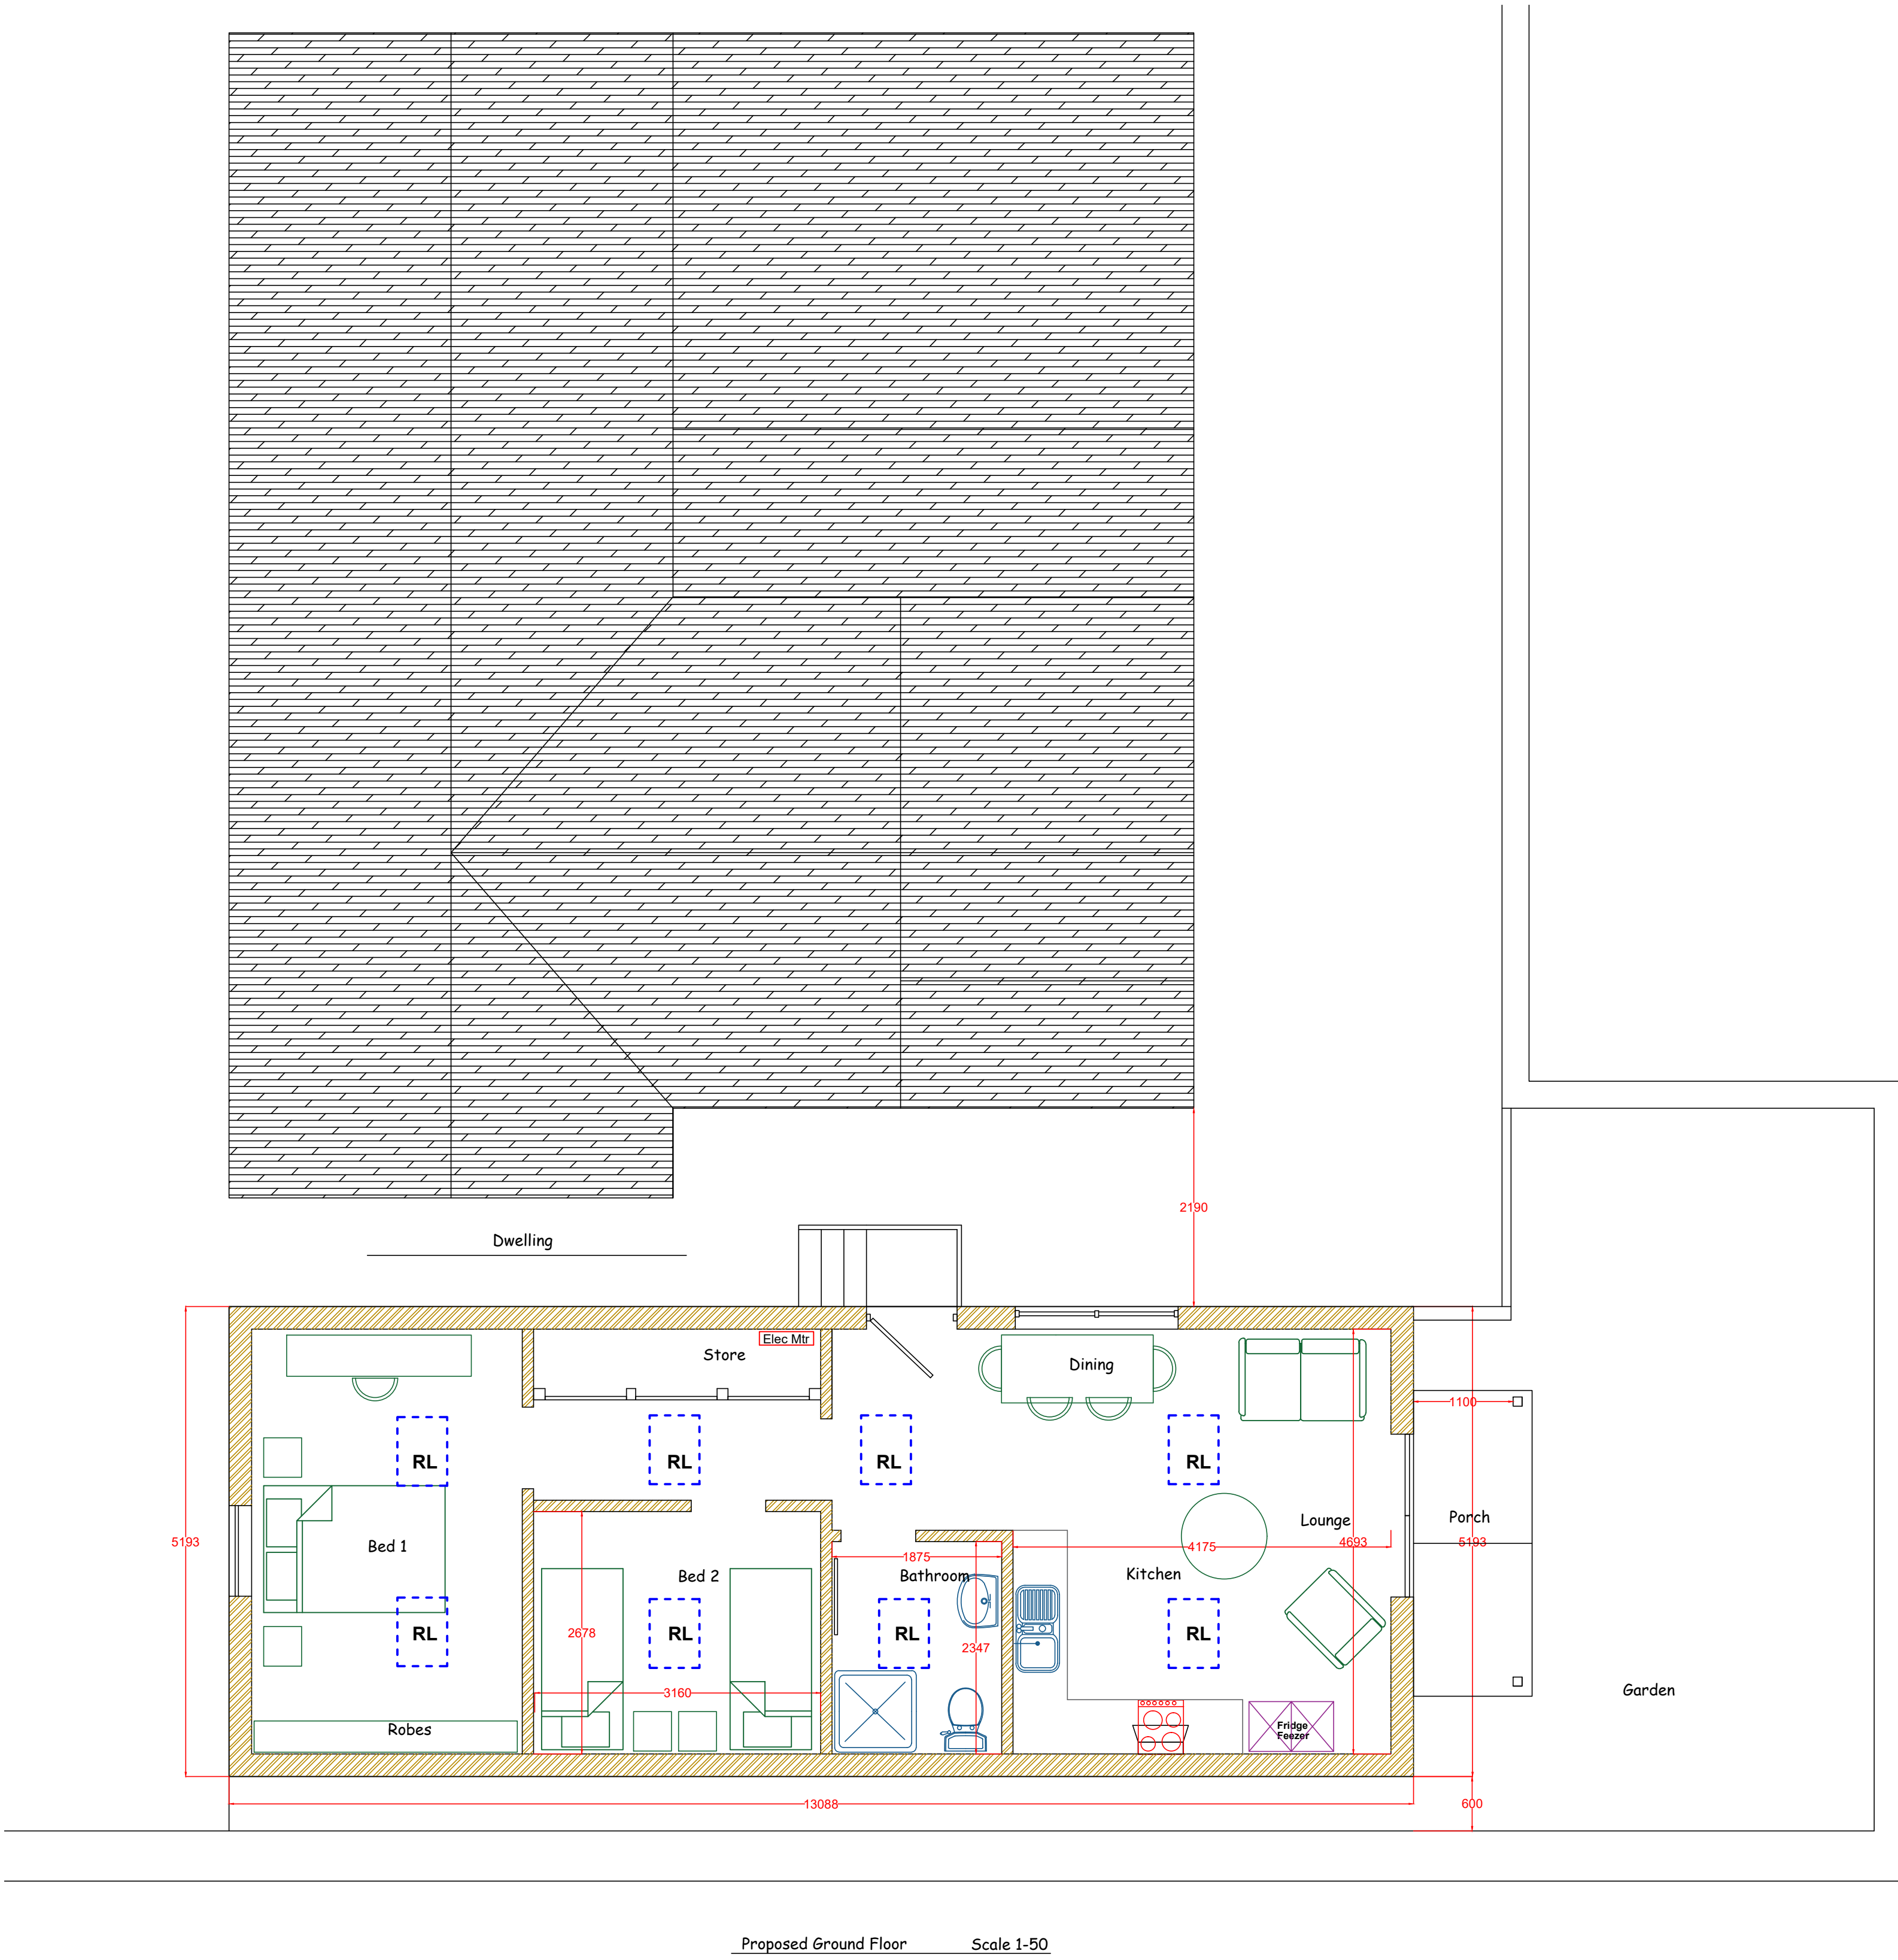 2190
Dwelling
Elec Mtr
Store
Dining
1100
RL
RL
RL
RL
Lounge
Porch
5193
Bed 1
4175
4693
5193
1875
Bed 2
Bathroom
Kitchen
RL
2678
RL
RL
2347
RL
3160
Garden
Robes
Fridge
Freezer
13088
600
Proposed Ground Floor Scale 1-50